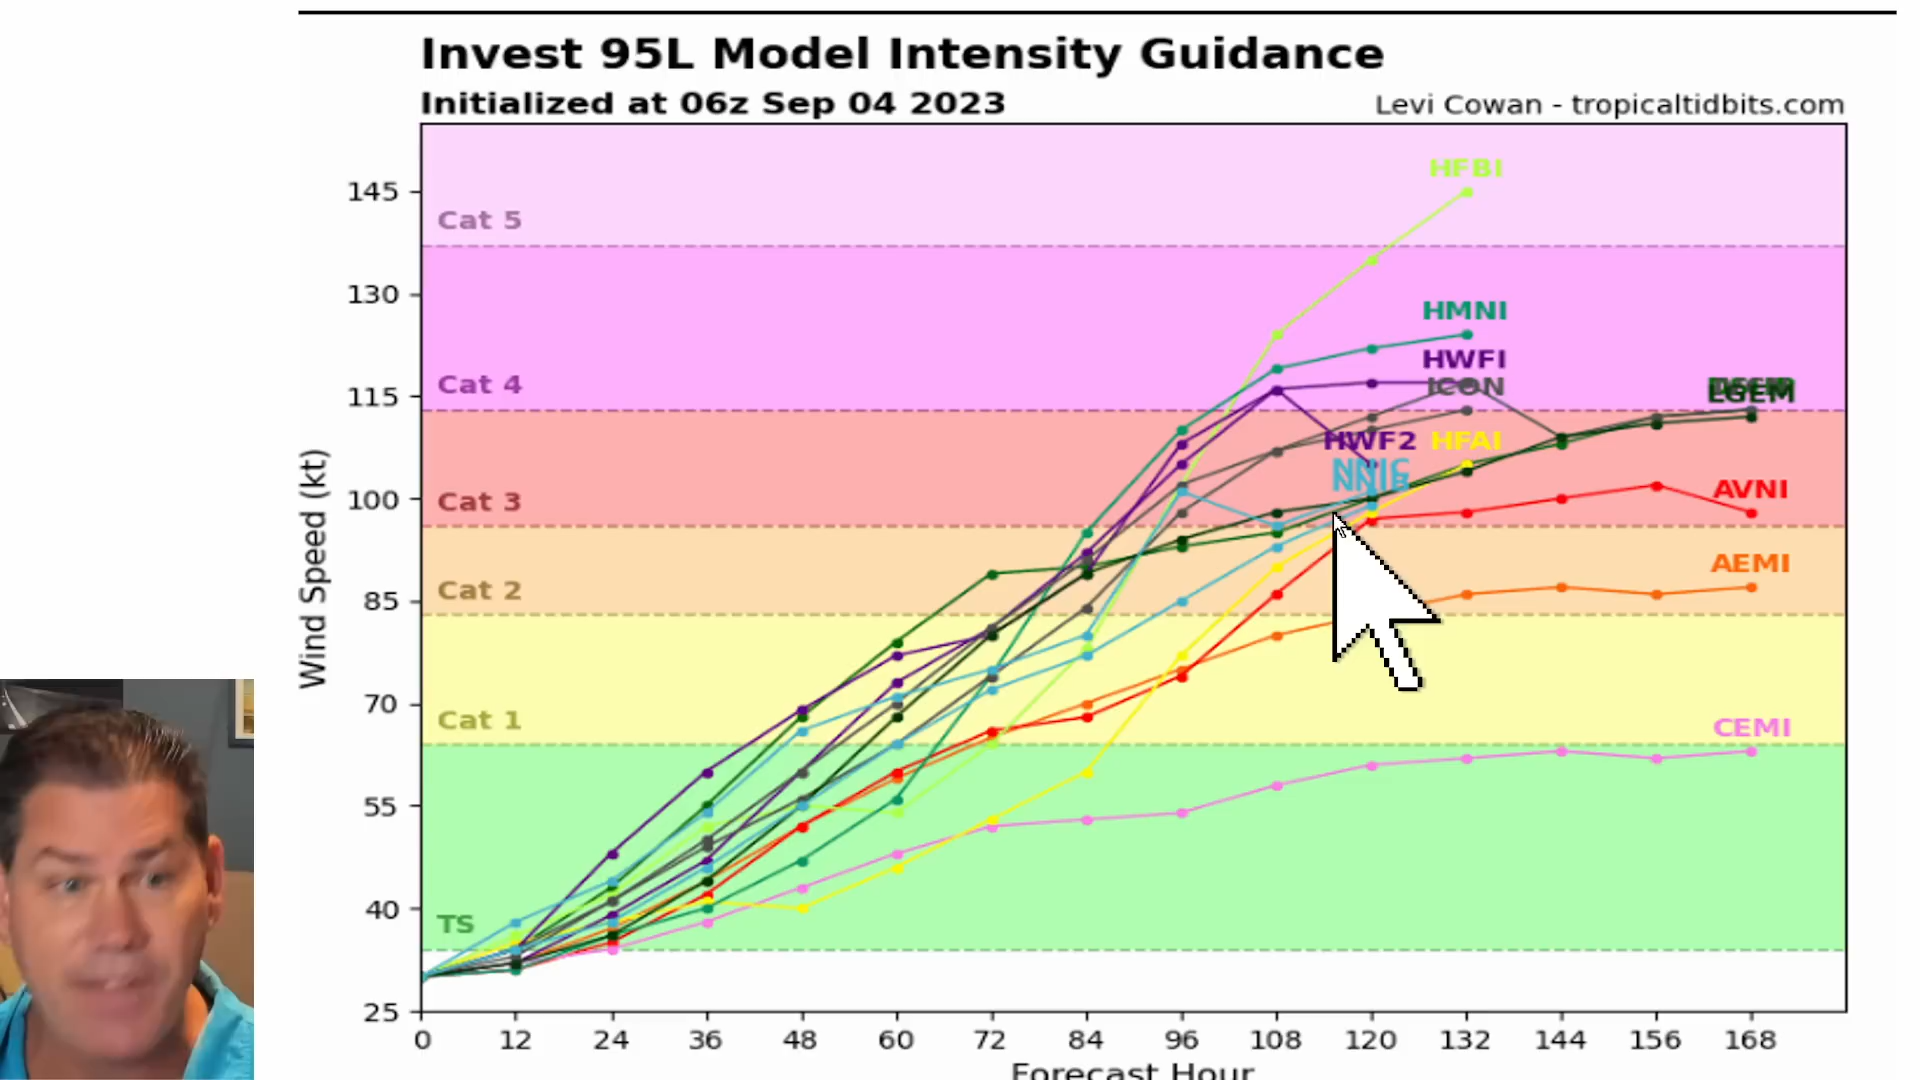 Invest 95L Model Intensity Guidance
Initialized at 06z Sep 04 2023
Levi Cowan - tropicaltidbits.com
HFBI
145
Cat 5
130
HMNI
HWFI
Cat 4
ICON
115
LGEM
HWF2
HFAI
NNIC
NNIB
AVNI
100
Cat 3
AEMI
Cat 2
85
70
Cat 1
CEMI
55
40
TS
25
Wind Speed (kt)
0 12 24 36 48 60 72 84 96 108 120 132 144 156 168
Forecast Hour